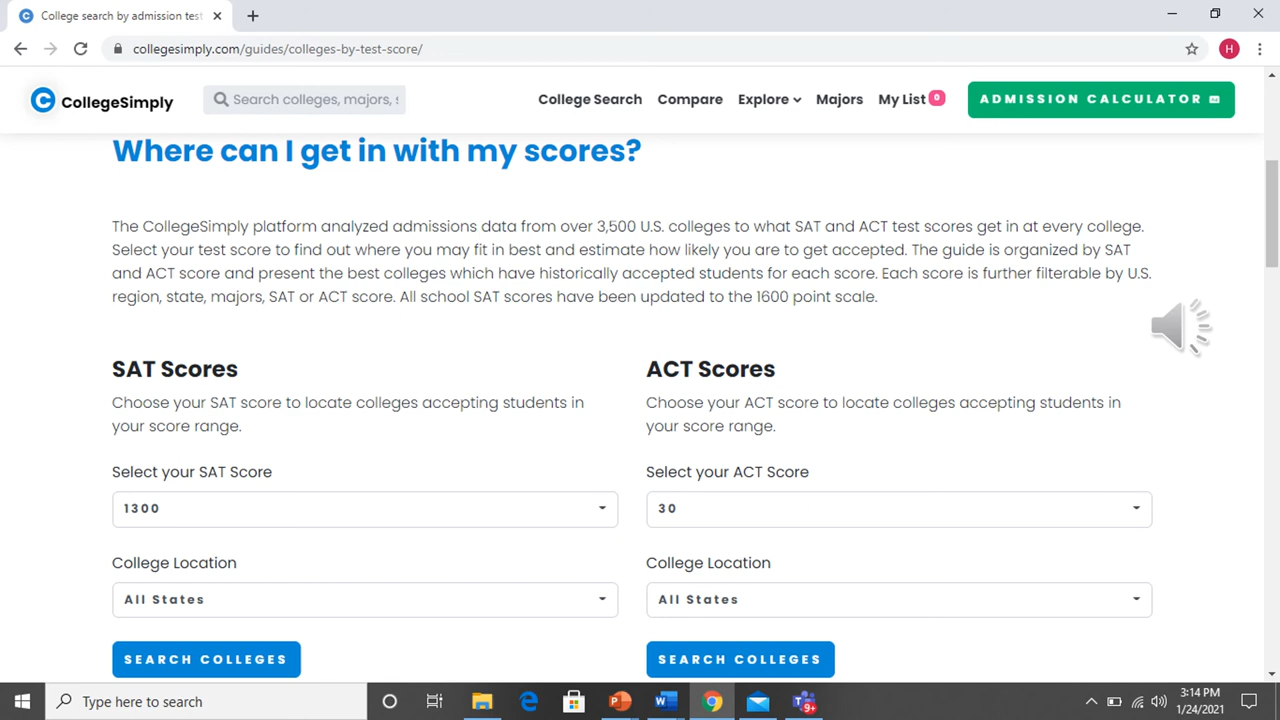 College search by admission test
collegesimply.com/guides/colleges-by-test-score/
H
C CollegeSimply
Search colleges, majors, s
College Search Compare Explore Majors My List 0
ADMISSION CALCULATOR
Where can I get in with my scores?
The CollegeSimply platform analyzed admissions data from over 3,500 U.S. colleges to what SAT and ACT test scores get in at every college.
Select your test score to find out where you may fit in best and estimate how likely you are to get accepted. The guide is organized by SAT
and ACT score and present the best colleges which have historically accepted students for each score. Each score is further filterable by U.S.
region, state, majors, SAT or ACT score. All school SAT scores have been updated to the 1600 point scale.
SAT Scores
Choose your SAT score to locate colleges accepting students in
your score range.
Select your SAT Score
1300
College Location
All States
SEARCH COLLEGES
ACT Scores
Choose your ACT score to locate colleges accepting students in
your score range.
Select your ACT Score
30
College Location
All States
SEARCH COLLEGES
Type here to search
9+
3:14 PM
1/24/2021